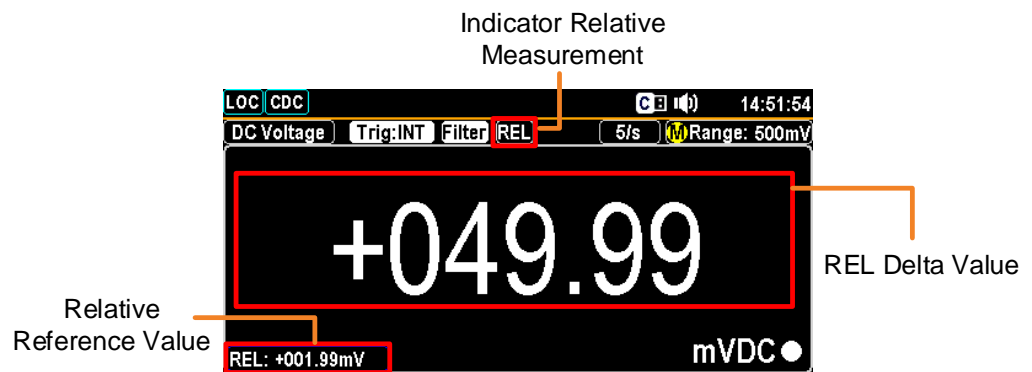 Indicator Relative
Measurement
LOC CDC C 14:51:54
DC Voltage Trig:INT Filter REL 5/s M Range: 500mV
+049.99
REL Delta Value
Relative
Reference Value
REL: +001.99mV
mVDC